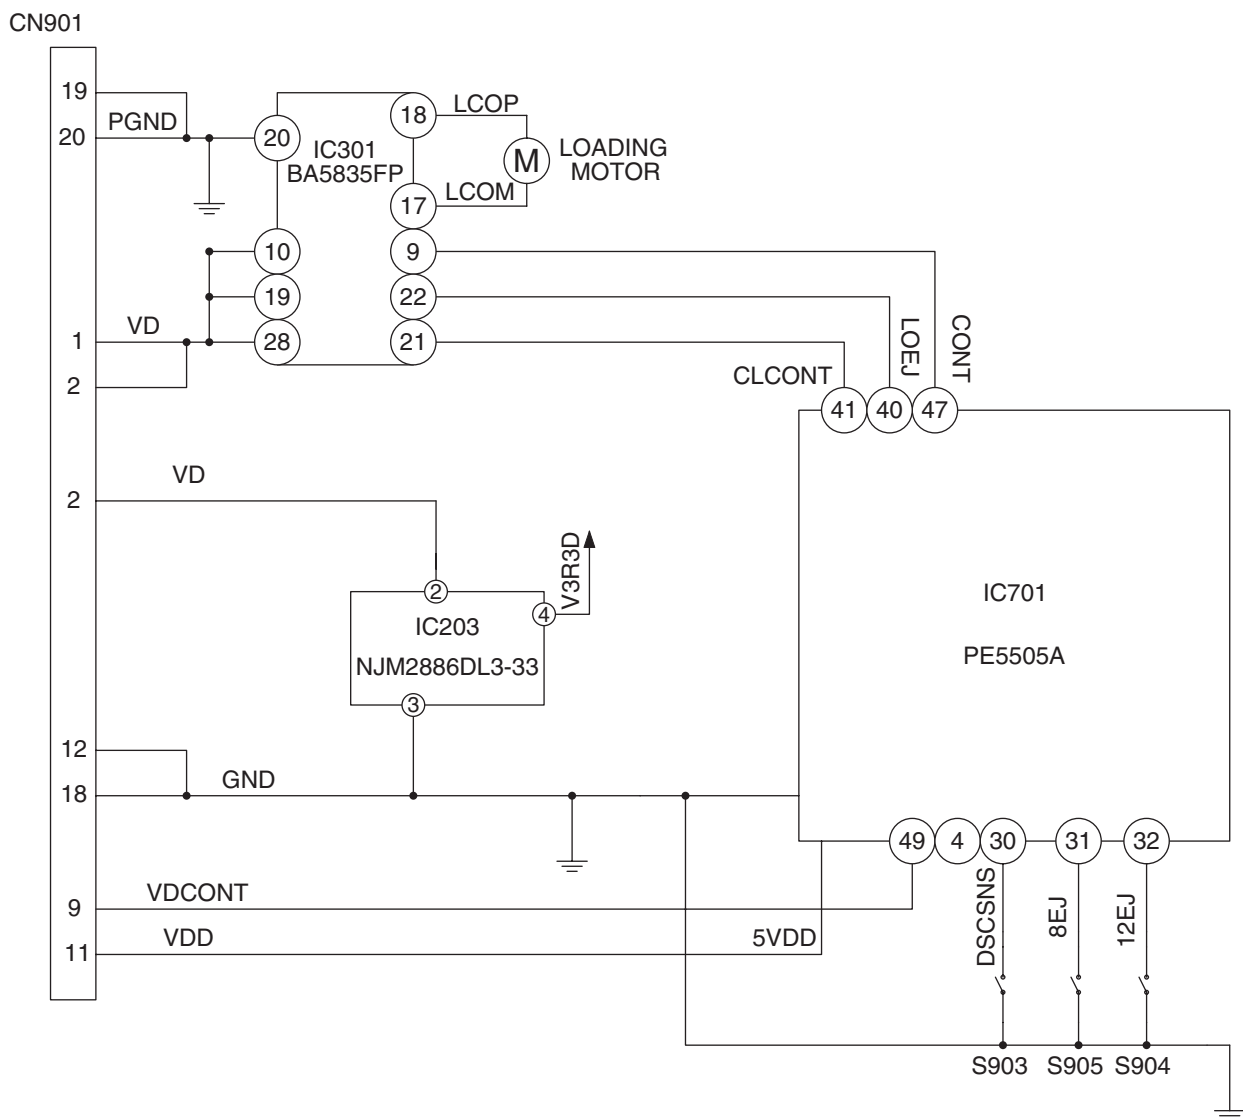 CN901
19
20
PGND
20
IC301
BA5835FP
18
LCOP
M
LOADING
MOTOR
17
LCOM
10
9
19
22
1
VD
28
21
2
CLCONT
LOEJ
CONT
41
40
47
2
VD
2
4
V3R3D
IC203
NJM2886DL3-33
3
IC701
PE5505A
12
18
GND
49
4
30
31
32
9
VDCONT
11
VDD
5VDD
DSCSNS
8EJ
12EJ
S903
S905
S904